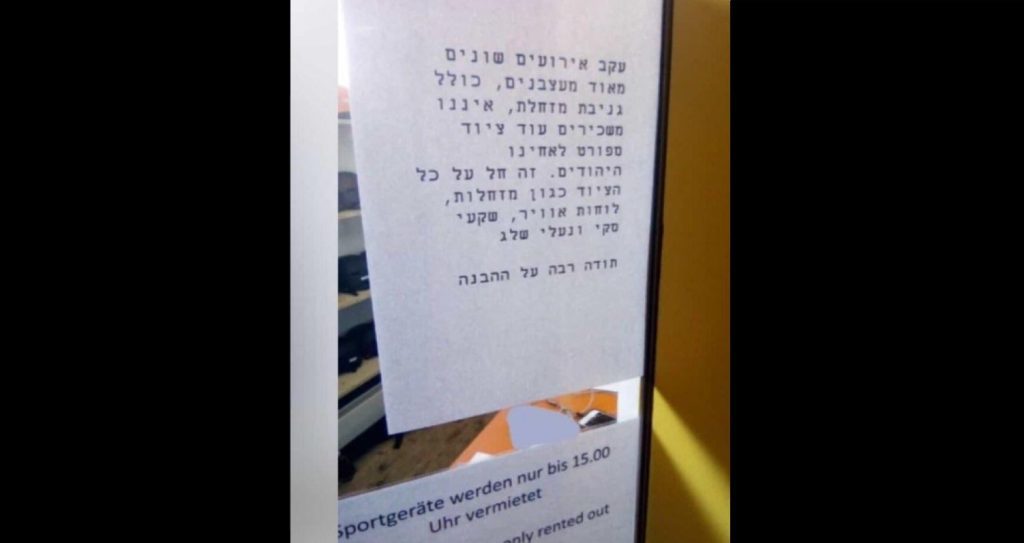 עקב אירועים שונים
מאוד מעצבנים, כולל
גניבת מזחלת, איננו
משכירים עוד ציוד
ספורט לאחינו
היהודים. זה חל על כל
הציוד כגון מזחלות,
לוחות אוויר, שקעי
סקי ונעלי שלג
תודה רבה על ההבנה
Sportgeräte werden nur bis 15.00
Uhr vermietet
only rented out